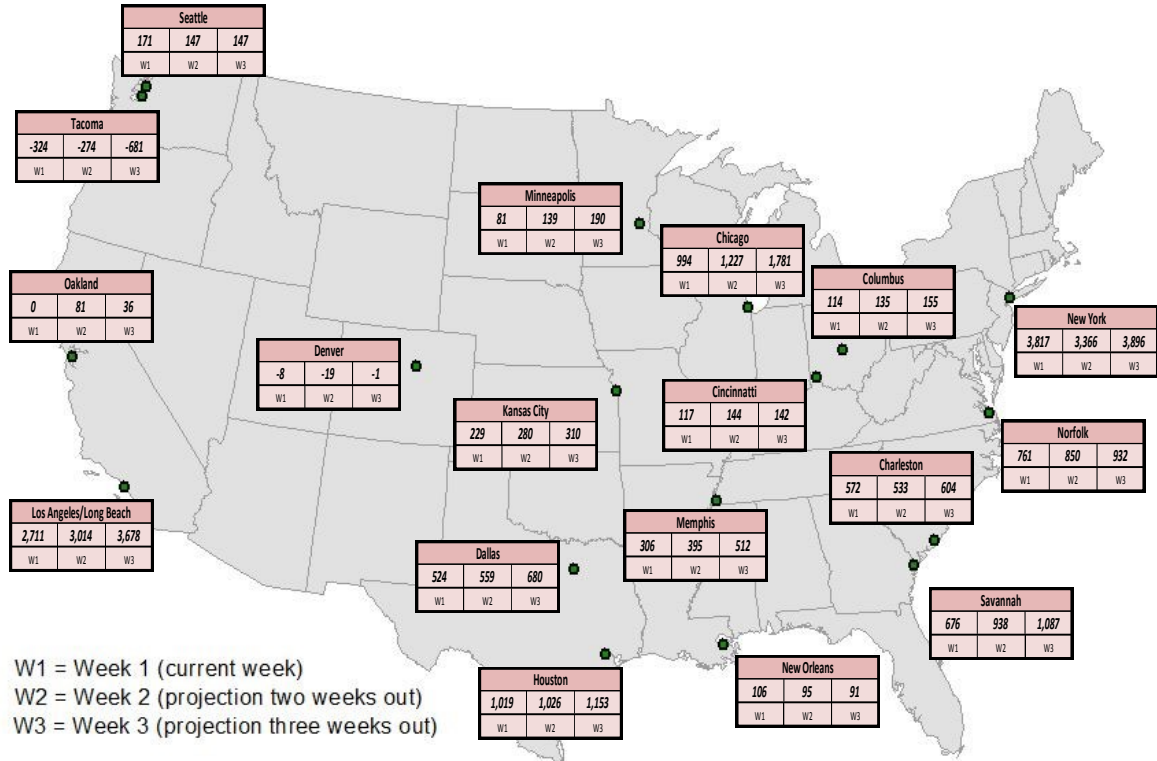 Seattle
171 147 147
W1 W2 W3
Tacoma
-324 -274 -681
W1 W2 W3
Minneapolis
81 139 190
W1 W2 W3
Chicago
994 1,227 1,781
W1 W2 W3
Columbus
114 135 155
W1 W2 W3
Oakland
0 81 36
W1 W2 W3
New York
3,817 3,366 3,896
W1 W2 W3
Denver
-8 -19 -1
W1 W2 W3
Cincinnatti
117 144 142
W1 W2 W3
Kansas City
229 280 310
W1 W2 W3
Norfolk
761 850 932
W1 W2 W3
Charleston
572 533 604
W1 W2 W3
Los Angeles/Long Beach
2,711 3,014 3,678
W1 W2 W3
Memphis
306 395 512
W1 W2 W3
Dallas
524 559 680
W1 W2 W3
Savannah
676 938 1,087
W1 W2 W3
New Orleans
106 95 91
W1 W2 W3
Houston
1,019 1,026 1,153
W1 W2 W3
W1 = Week 1 (current week)
W2 = Week 2 (projection two weeks out)
W3 = Week 3 (projection three weeks out)